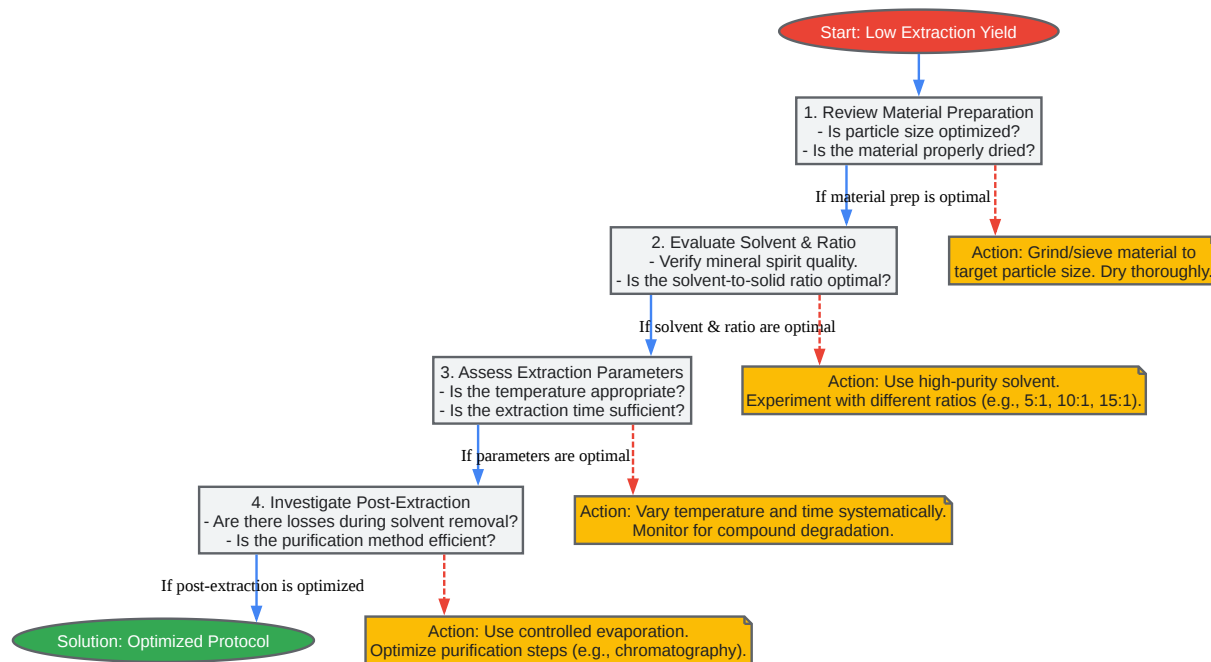 Start: Low Extraction Yield
1. Review Material Preparation
- Is particle size optimized?
- Is the material properly dried?
If material prep is optimal
2. Evaluate Solvent & Ratio
- Verify mineral spirit quality.
- Is the solvent-to-solid ratio optimal?
Action: Grind/sieve material to
target particle size. Dry thoroughly.
If solvent & ratio are optimal
3. Assess Extraction Parameters
- Is the temperature appropriate?
- Is the extraction time sufficient?
Action: Use high-purity solvent.
Experiment with different ratios (e.g., 5:1, 10:1, 15:1).
If parameters are optimal
4. Investigate Post-Extraction
- Are there losses during solvent removal?
- Is the purification method efficient?
Action: Vary temperature and time systematically.
Monitor for compound degradation.
If post-extraction is optimized
Solution: Optimized Protocol
Action: Use controlled evaporation.
Optimize purification steps (e.g., chromatography).